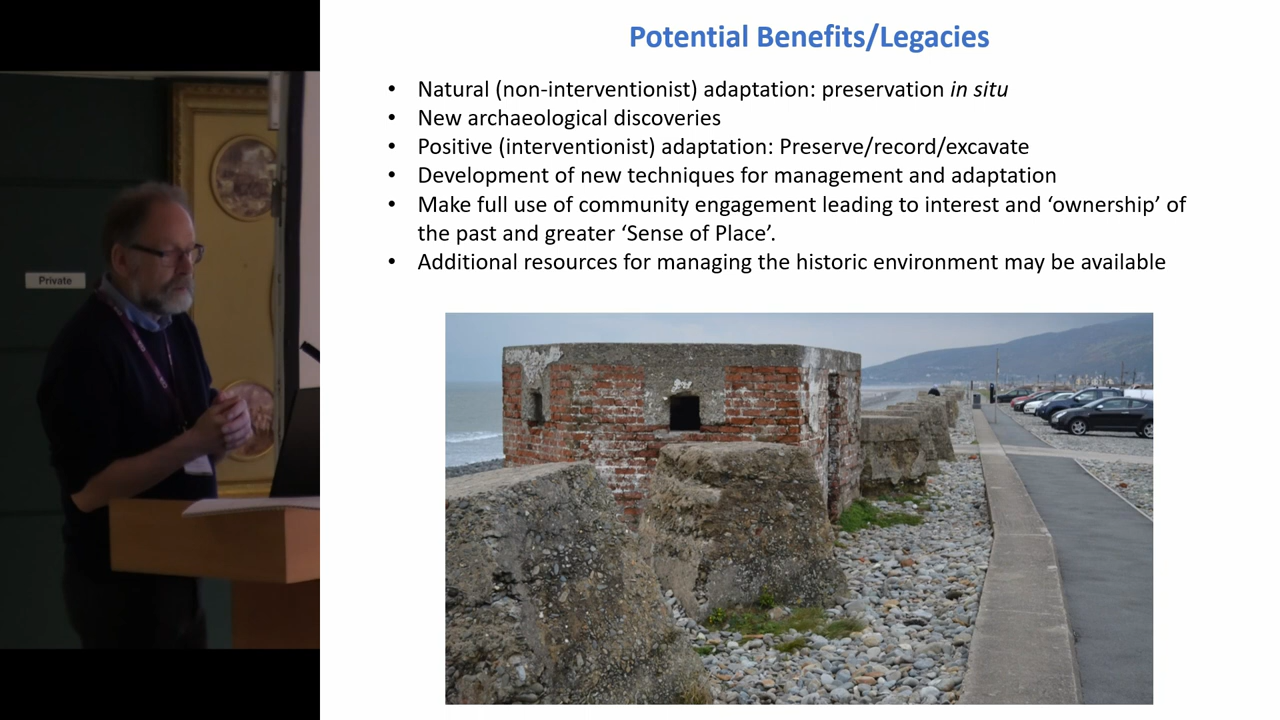 Potential Benefits/Legacies
• Natural (non-interventionist) adaptation: preservation in situ
• New archaeological discoveries
• Positive (interventionist) adaptation: Preserve/record/excavate
• Development of new techniques for management and adaptation
• Make full use of community engagement leading to interest and ‘ownership’ of
the past and greater ‘Sense of Place’.
• Additional resources for managing the historic environment may be available
Private